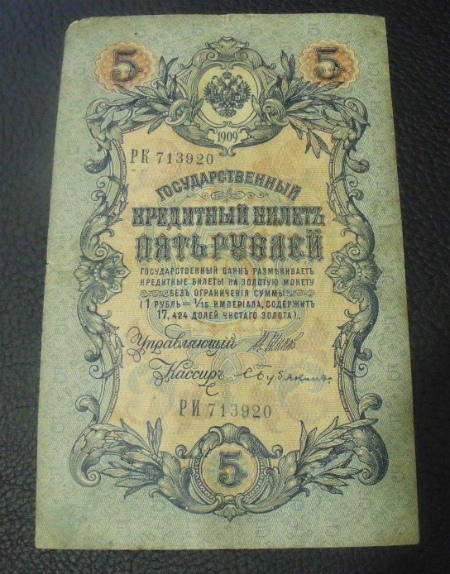 5 5
1909
РК 713920
ГОСУДАРСТВЕННЫЙ
КРЕДИТНЫЙ БИЛЕТЪ
ПЯТЬ РУБЛЕЙ
ГОСУДАРСТВЕННЫЙ БАНКЪ РАЗМѢНИВАЕТЪ
КРЕДИТНЫЕ БИЛЕТЫ НА ЗОЛОТУЮ МОНЕТУ
БЕЗЪ ОГРАНИЧЕНІЯ СУММЫ
(1 РУБЛЬ = 1/15 ИМПЕРІАЛА, СОДЕРЖИТЪ
17,424 ДОЛЕЙ ЧИСТАГО ЗОЛОТА).
Управляющій
Кассиръ
РИ 713920
5